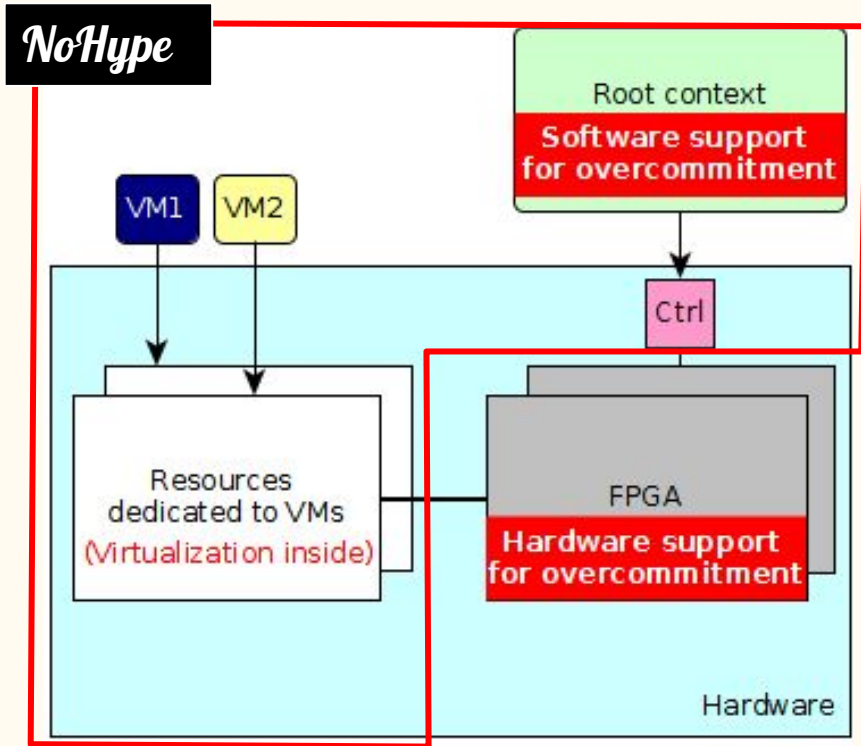 NoHype
Root context
Software support
for overcommitment
VM1
VM2
Ctrl
Resources
dedicated to VMs
(Virtualization inside)
FPGA
Hardware support
for overcommitment
Hardware